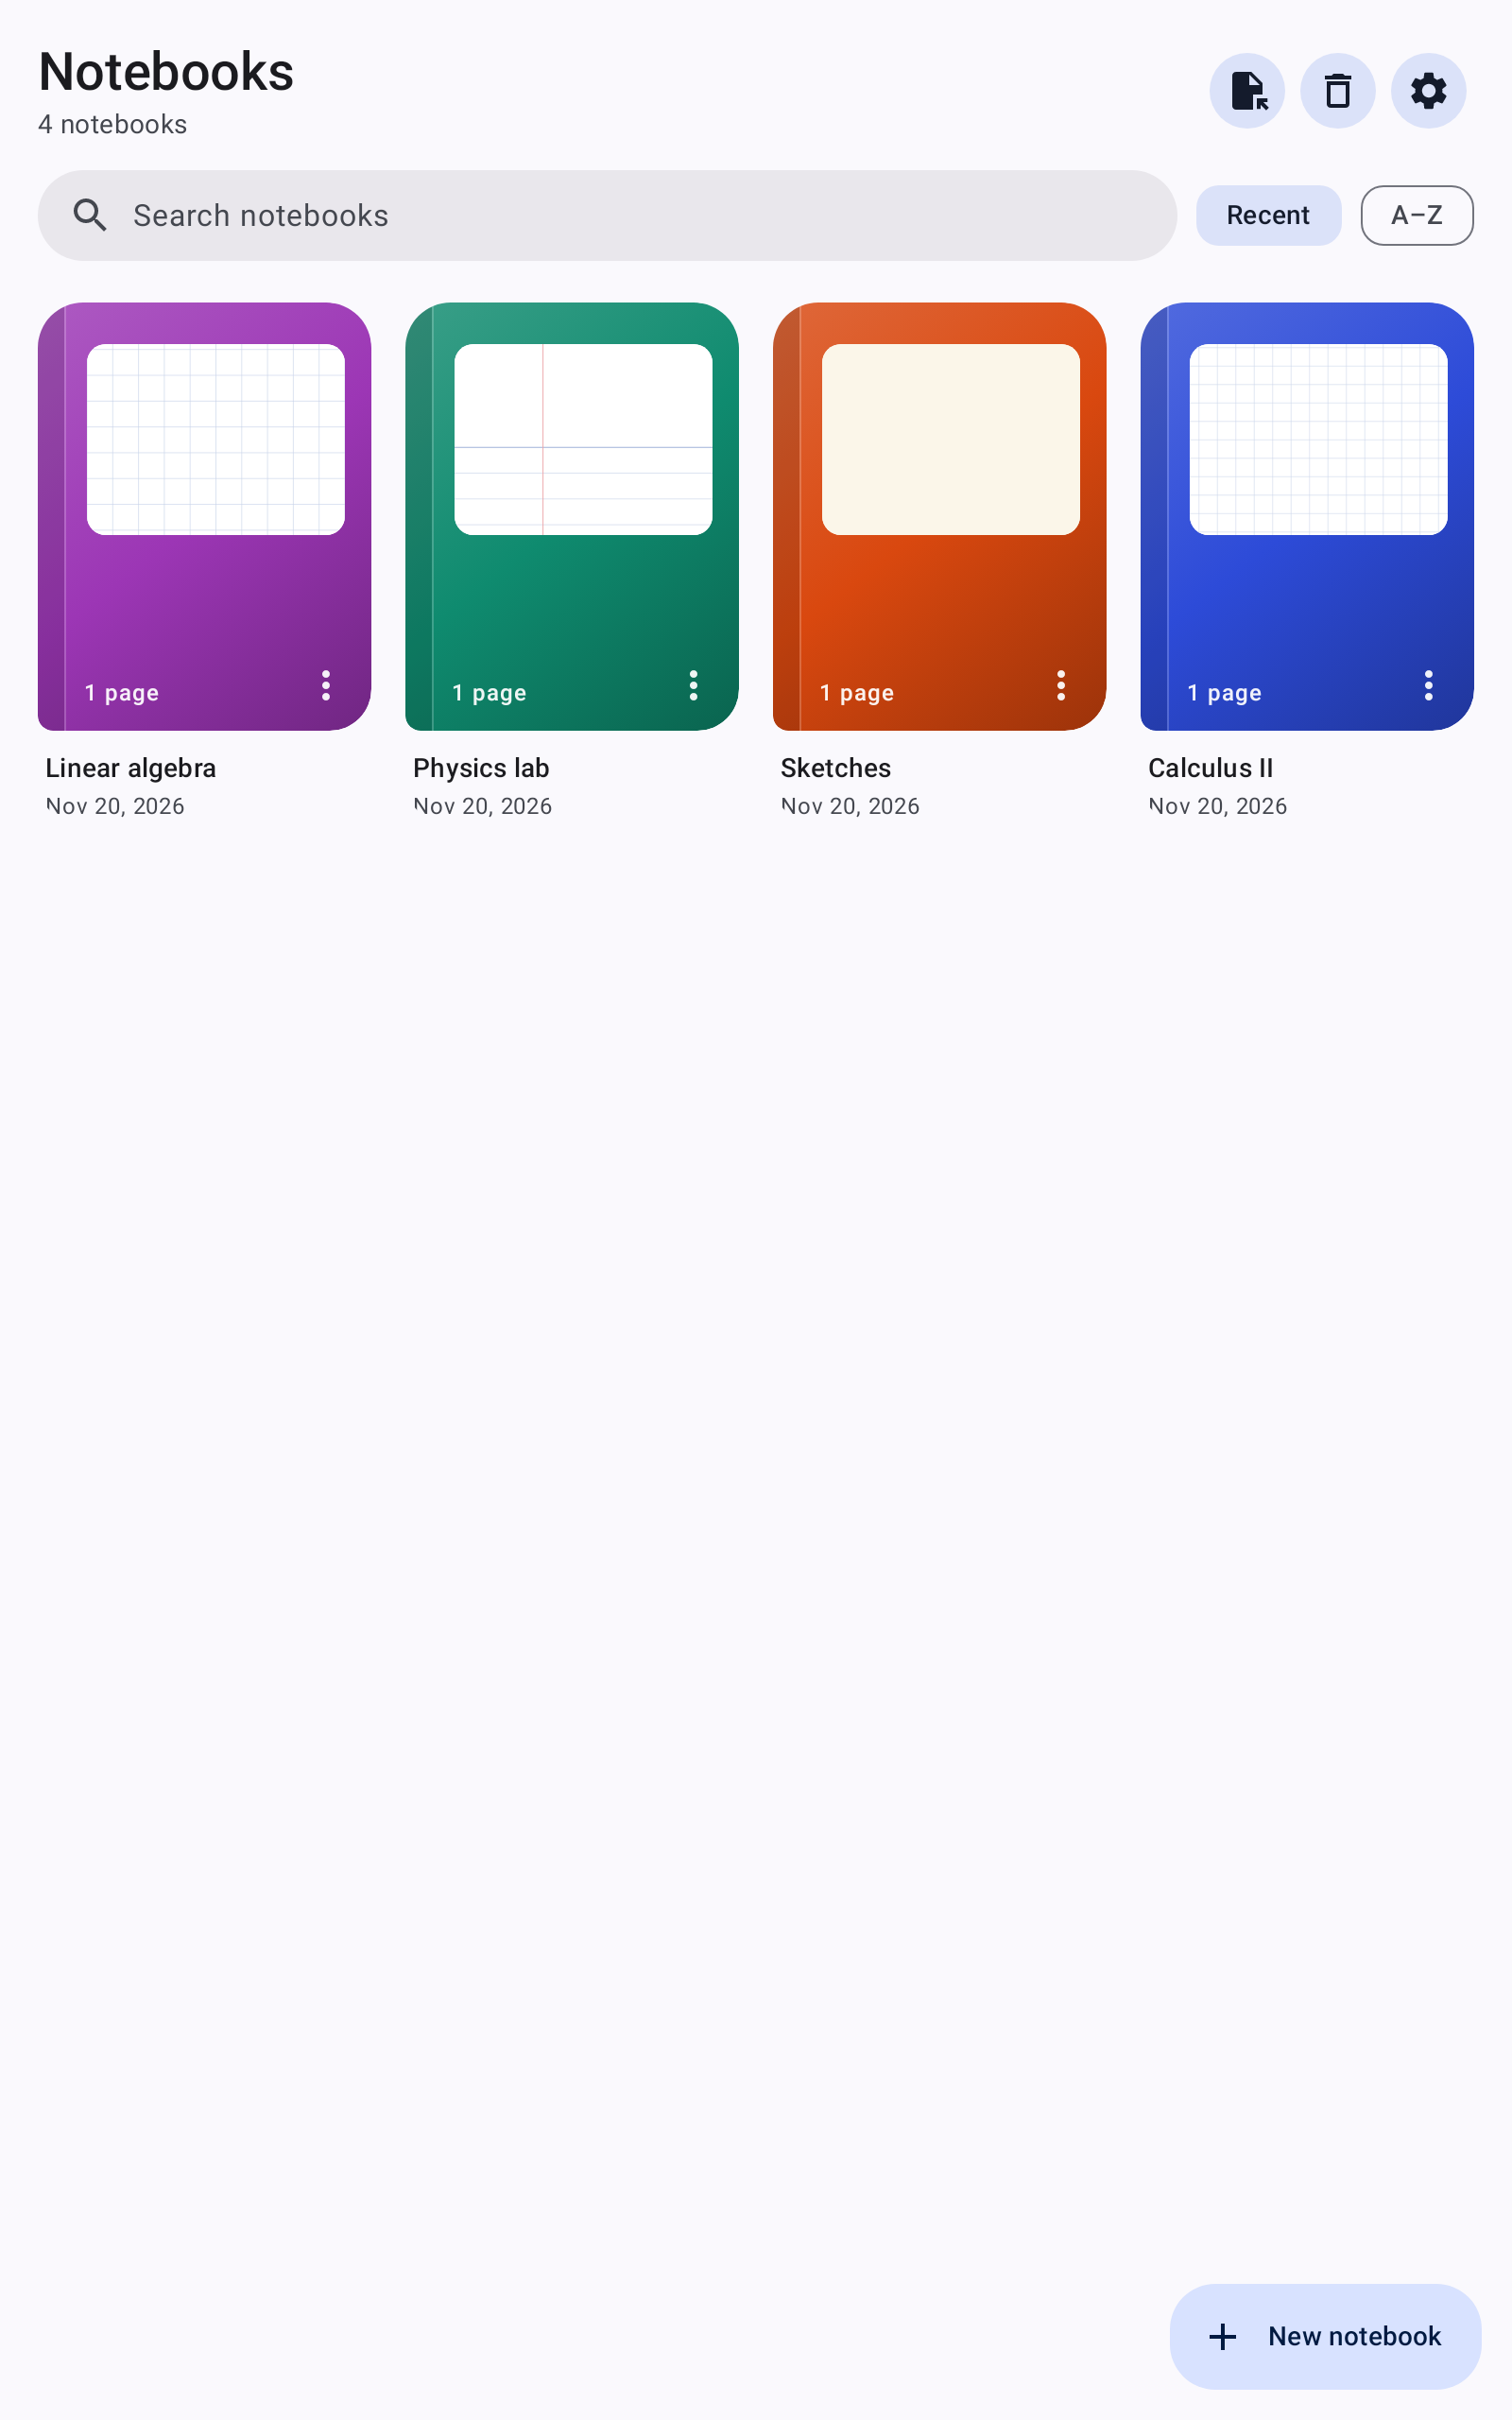 Notebooks
4 notebooks
Search notebooks
Recent
A–Z
1 page
1 page
1 page
1 page
Linear algebra
Physics lab
Sketches
Calculus II
Nov 20, 2026
Nov 20, 2026
Nov 20, 2026
Nov 20, 2026
New notebook